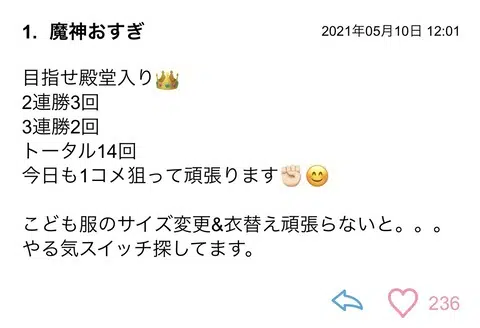 1. 魔神おすぎ
2021年05月10日 12:01
目指せ殿堂入り👑
2連勝3回
3連勝2回
トータル14回
今日も1コメ狙って頑張ります✊🏻😊
こども服のサイズ変更&衣替え頑張らないと。。。
やる気スイッチ探してます。
236